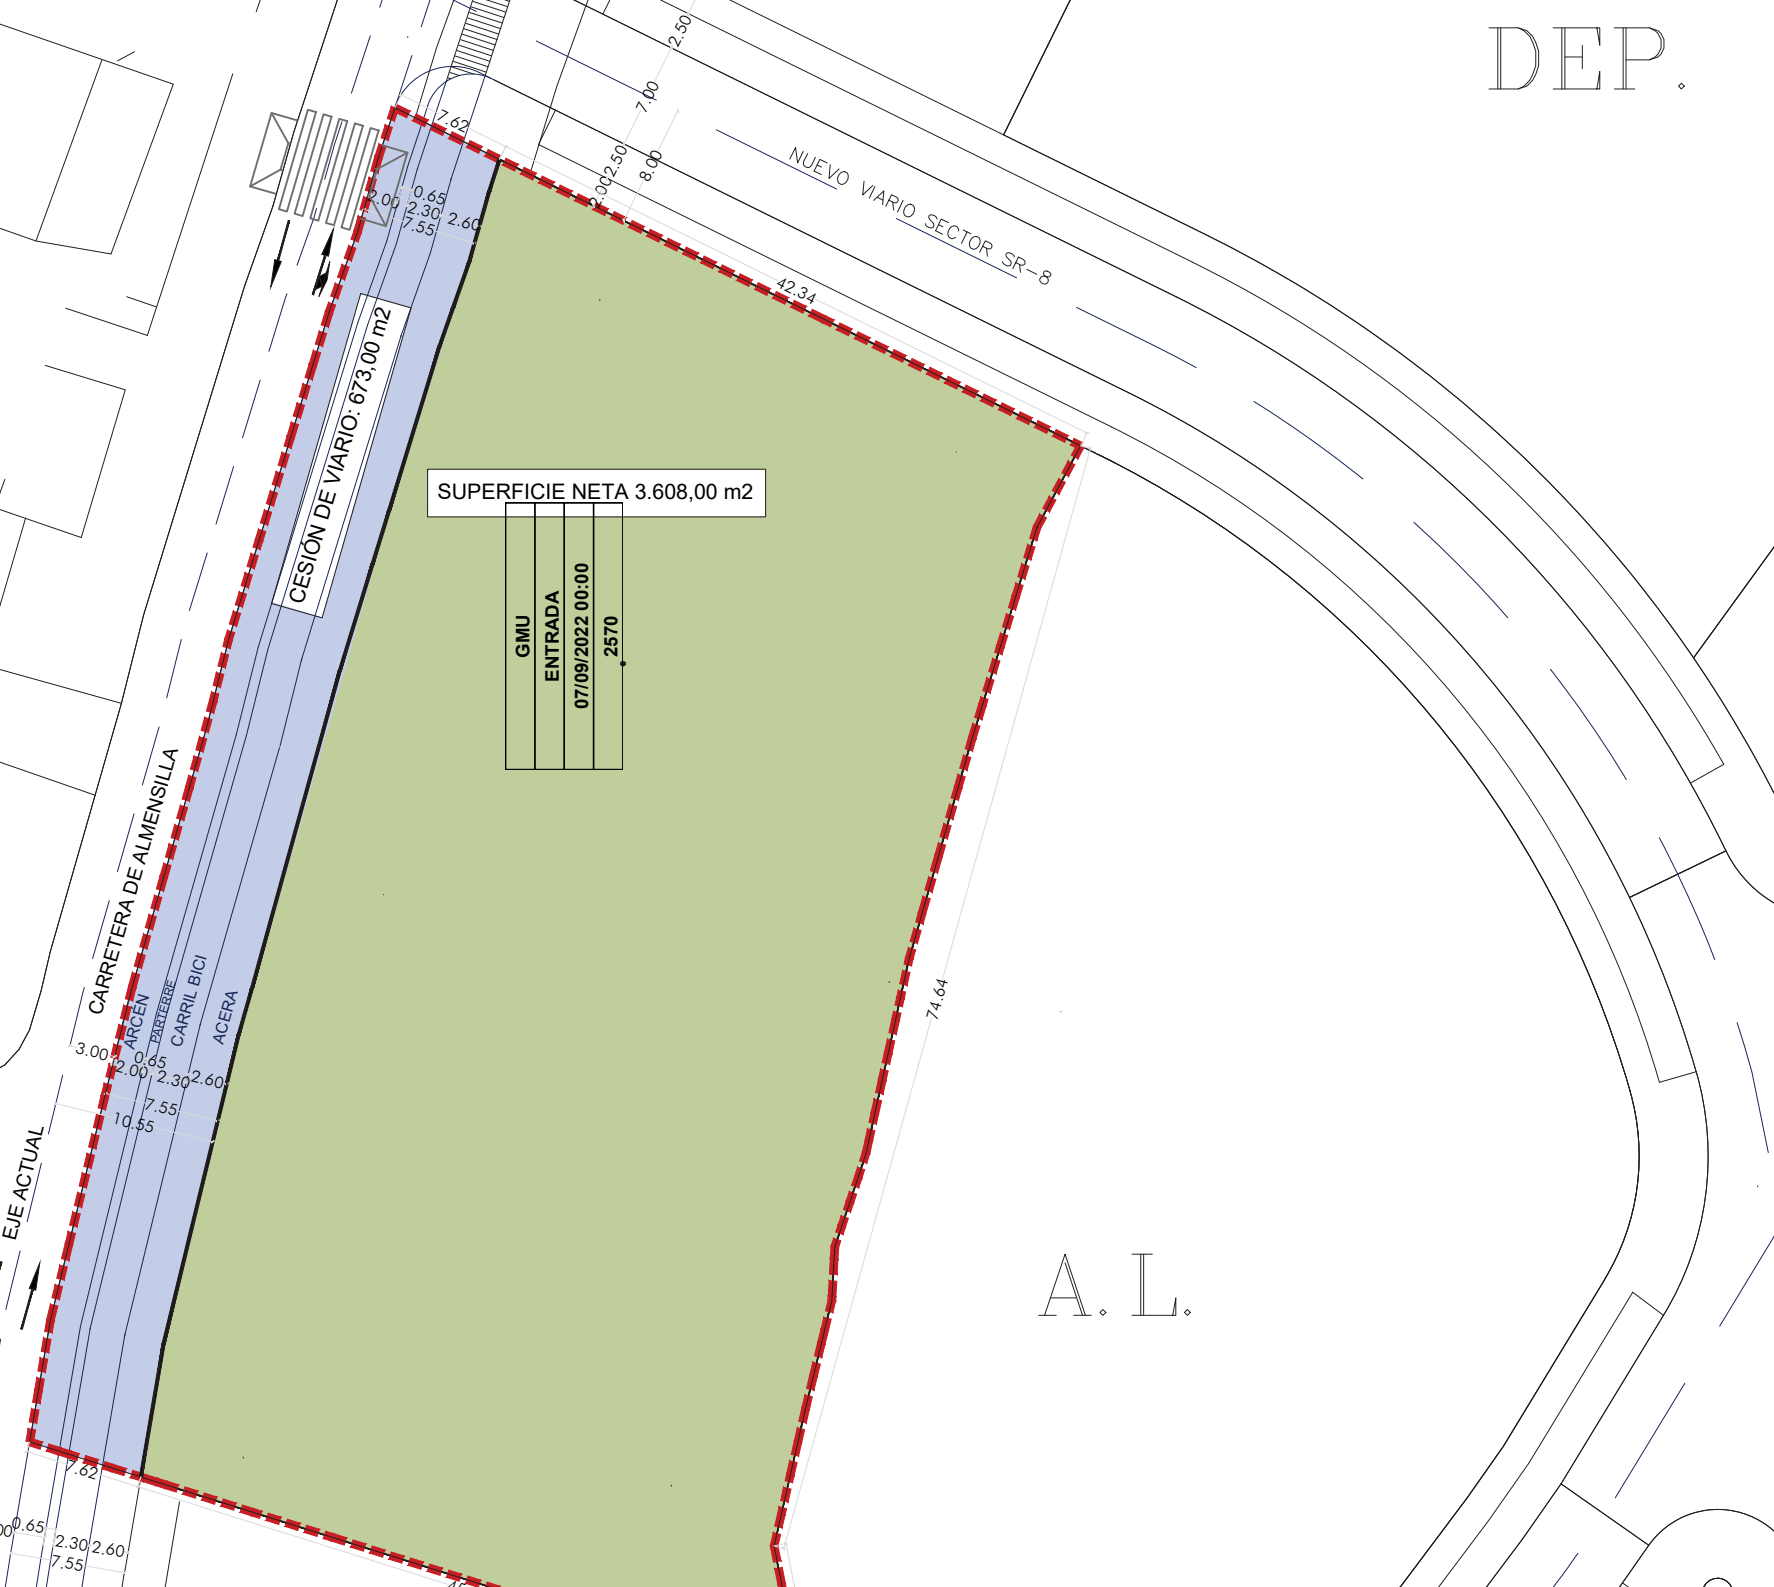 DEP.
2.50
7.00
7.62
2.50
2.00
8.00
NUEVO VIARIO SECTOR SR-8
0.65
2.00
2.30
2.60
7.55
42.34
CESIÓN DE VIARIO: 673,00 m2
SUPERFICIE NETA 3.608,00 m2
GMU
ENTRADA
07/09/2022 00:00
2570
CARRETERA DE ALMENSILLA
ARCÉN
PARTERRE
CARRIL BICI
ACERA
74.64
3.00
0.65
2.00
2.30
2.60
7.55
10.55
EJE ACTUAL
A.L.
7.62
0.65
2.30
2.60
7.55